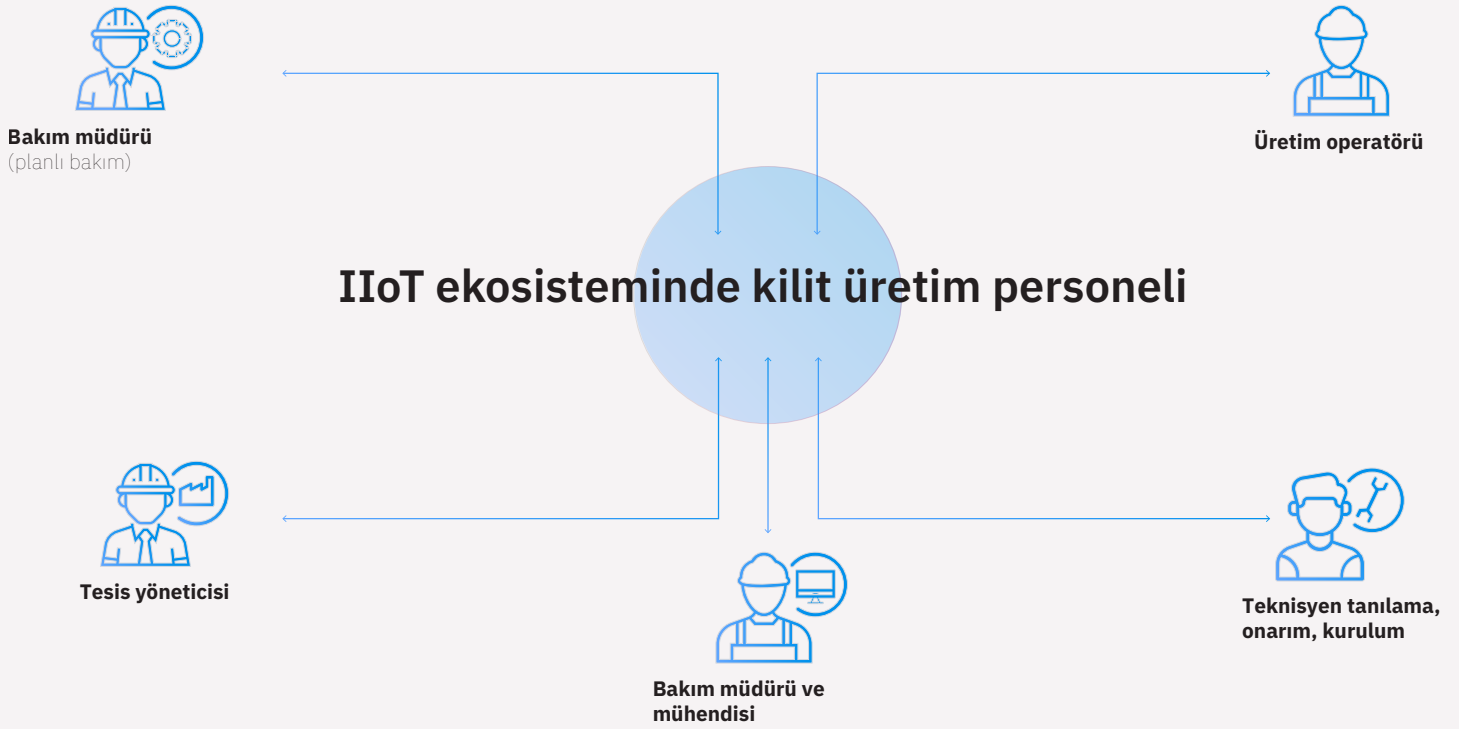 Bakım müdürü
(planlı bakım)
Üretim operatörü
IIoT ekosisteminde kilit üretim personeli
Tesis yöneticisi
Bakım müdürü ve
mühendisi
Teknisyen tanılama,
onarım, kurulum